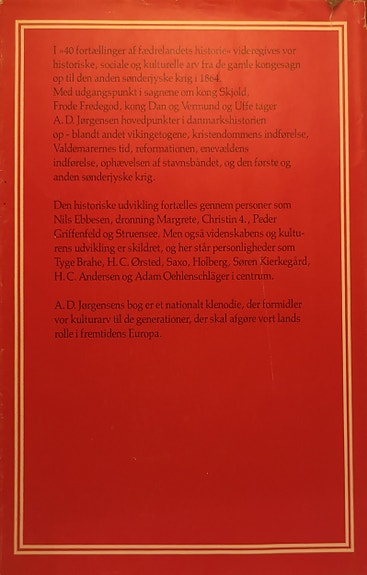 I »40 fortællinger af fædrelandets historie« videregives vor
historiske, sociale og kulturelle arv fra de gamle kongesagn
op til den anden sønderjyske krig i 1864.
Med udgangspunkt i sagnene om kong Skjold,
Frode Fredegod, kong Dan og Vermund og Uffe tager
A. D. Jørgensen hovedpunkter i danmarkshistorien
op - blandt andet vikingetogene, kristendommens indførelse,
Valdemarernes tid, reformationen, enevældens
indførelse, ophævelsen af stavnsbåndet, og den første og
anden sønderjyske krig.
Den historiske udvikling fortælles gennem personer som
Nils Ebbesen, dronning Margrete, Christin 4., Peder
Griffenfeld og Struensee. Men også videnskabens og kultu-
rens udvikling er skildret, og her står personligheder som
Tyge Brahe, H. C. Ørsted, Saxo, Holberg, Søren Kierkegård,
H. C. Andersen og Adam Oehlenschläger i centrum.
A. D. Jørgensens bog er et nationalt klenodie, der formidler
vor kulturarv til de generationer, der skal afgøre vort lands
rolle i fremtidens Europa.